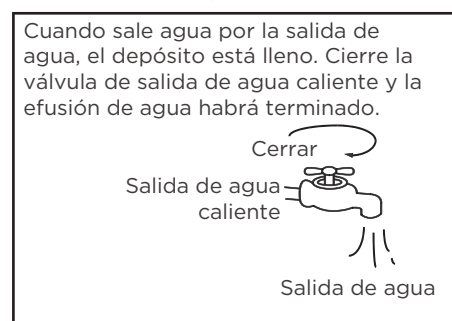 Cuando sale agua por la salida de
agua, el depósito está lleno. Cierre la
válvula de salida de agua caliente y la
efusión de agua habrá terminado.
Cerrar
Salida de agua
caliente
Salida de agua